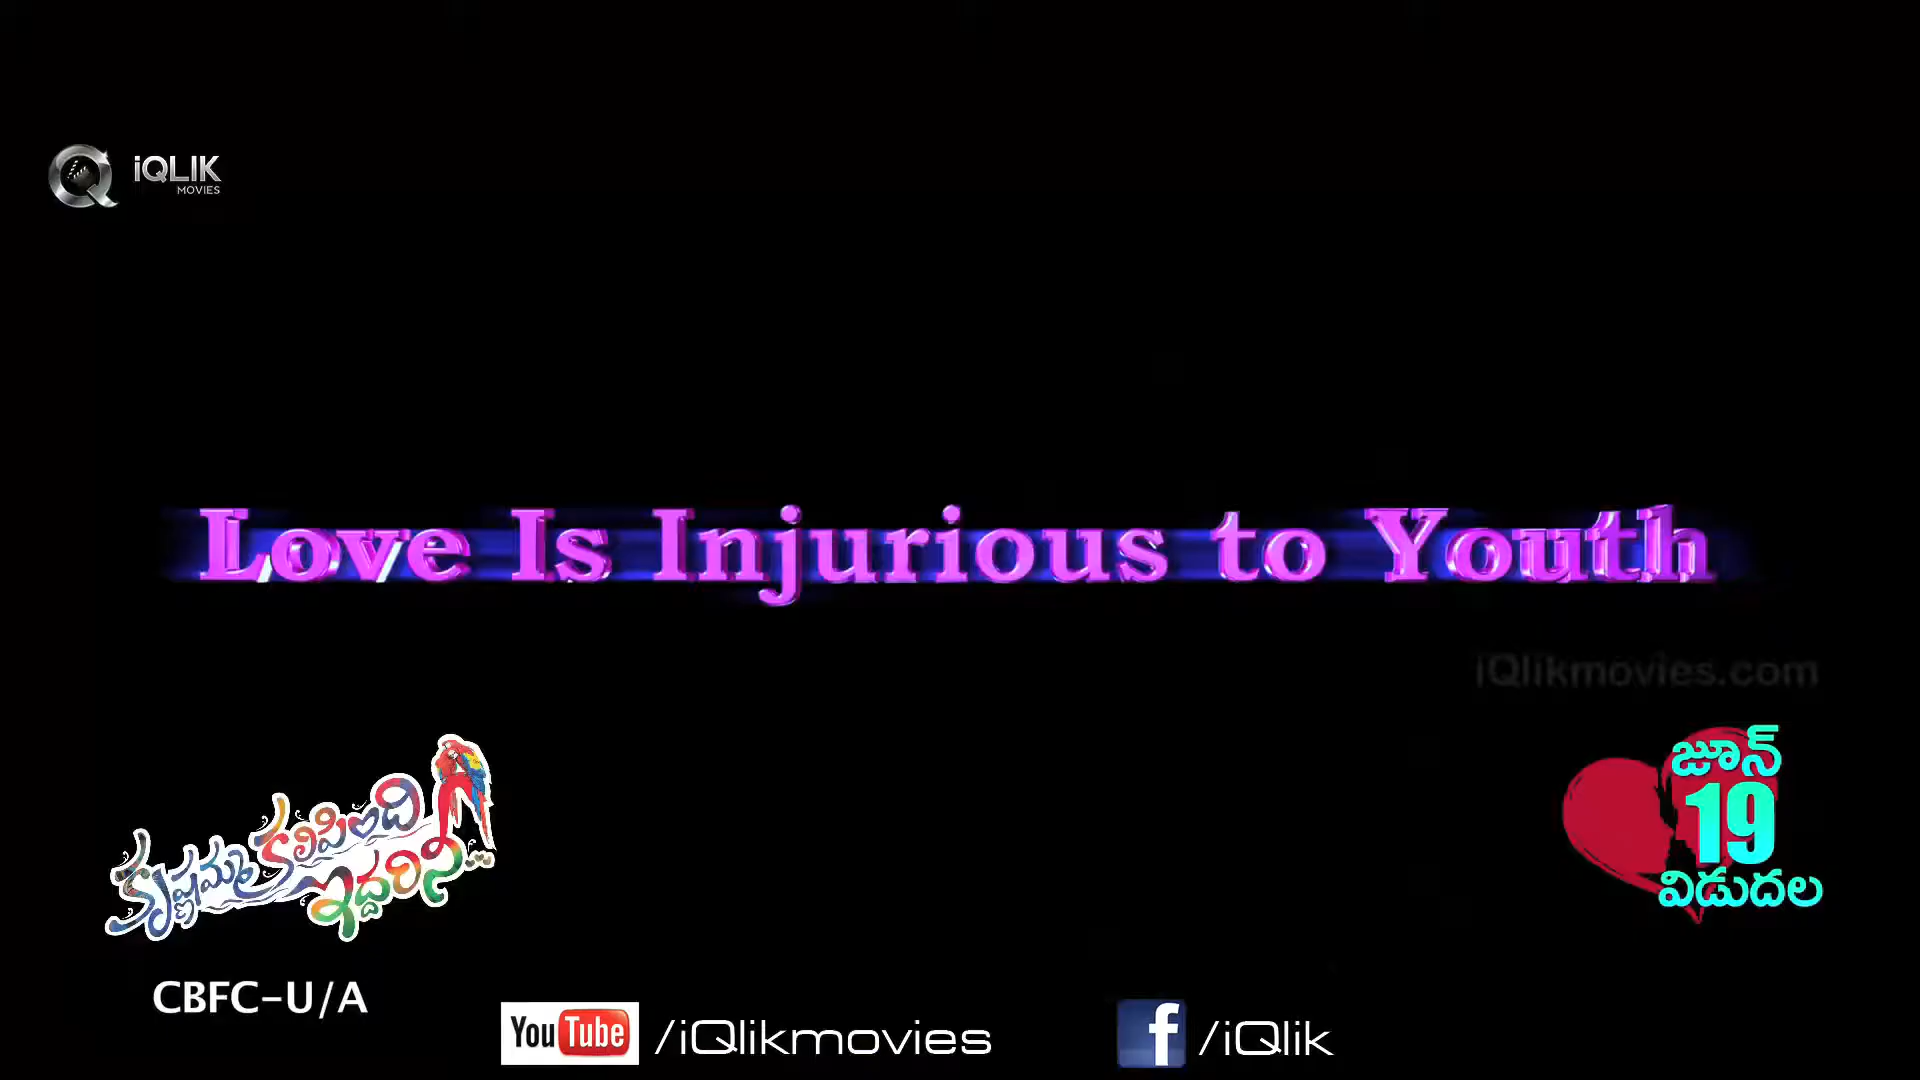 iQLIK
MOVIES
Love Is Injurious to Youth
iQlikmovies.com
కృష్ణమ్మ కలిపింది
ఇద్దరినీ...
జూన్
19
విడుదల
CBFC-U/A
YouTube /iQlikmovies
f /iQlik